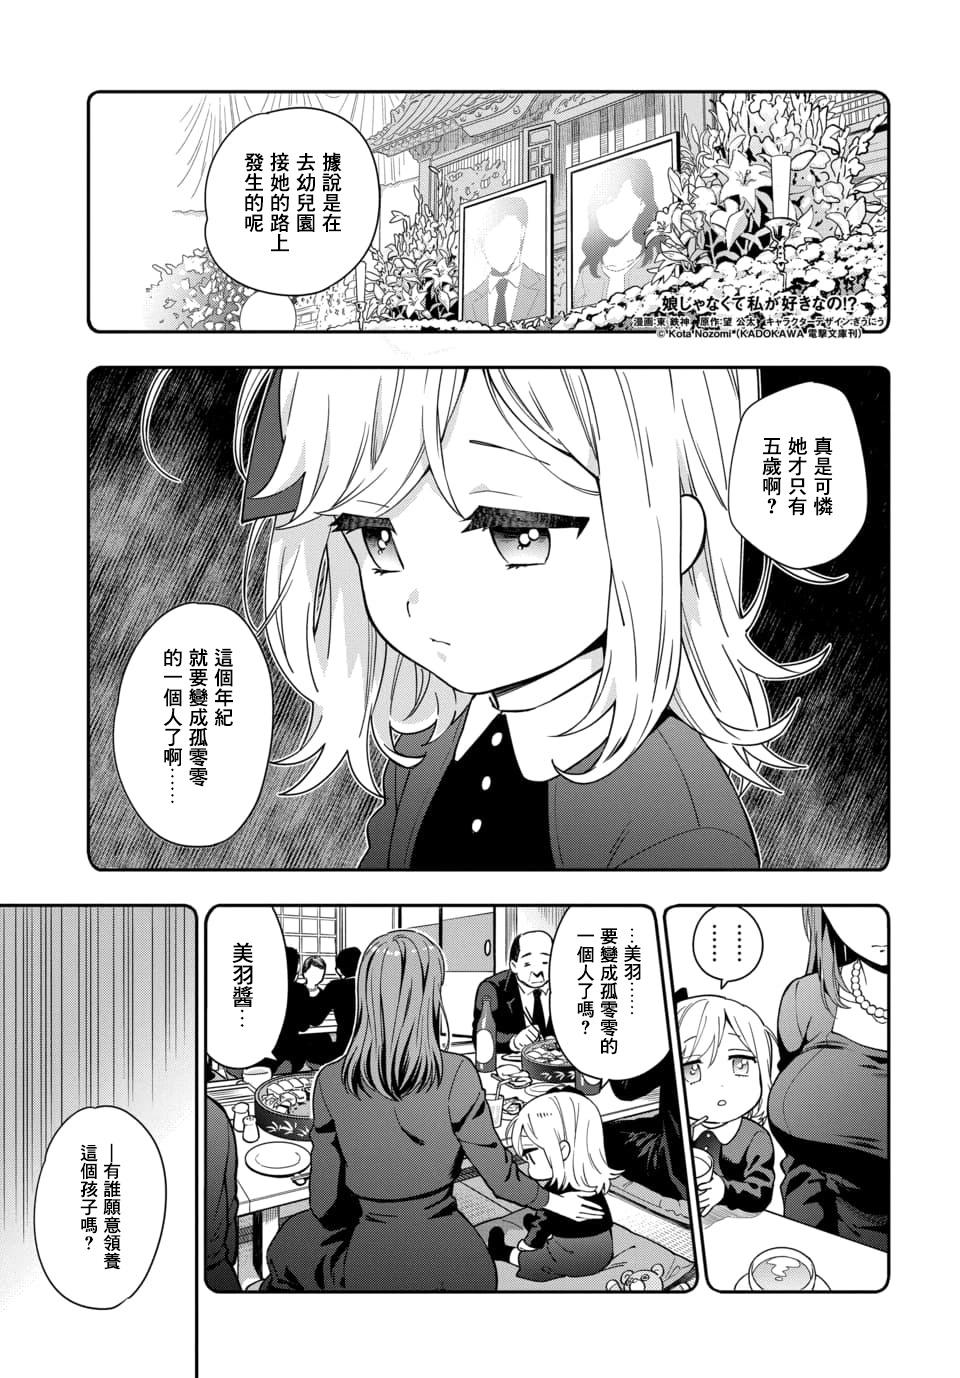 據說是在
去幼兒園
接她的路上
發生的呢
娘じゃなくて私が好きなの!?
漫画:東 鉄神　原作:望 公太　キャラクターデザイン:ぎうにう
© Kota Nozomi (KADOKAWA 電撃文庫刊)
真是可憐
她才只有
五歲啊?
這個年紀
就要變成孤零零
的一個人了啊……
……
……
…美羽……
要變成孤零零的
一個人了嗎?
美羽醬…
—有誰願意領養
這個孩子嗎?